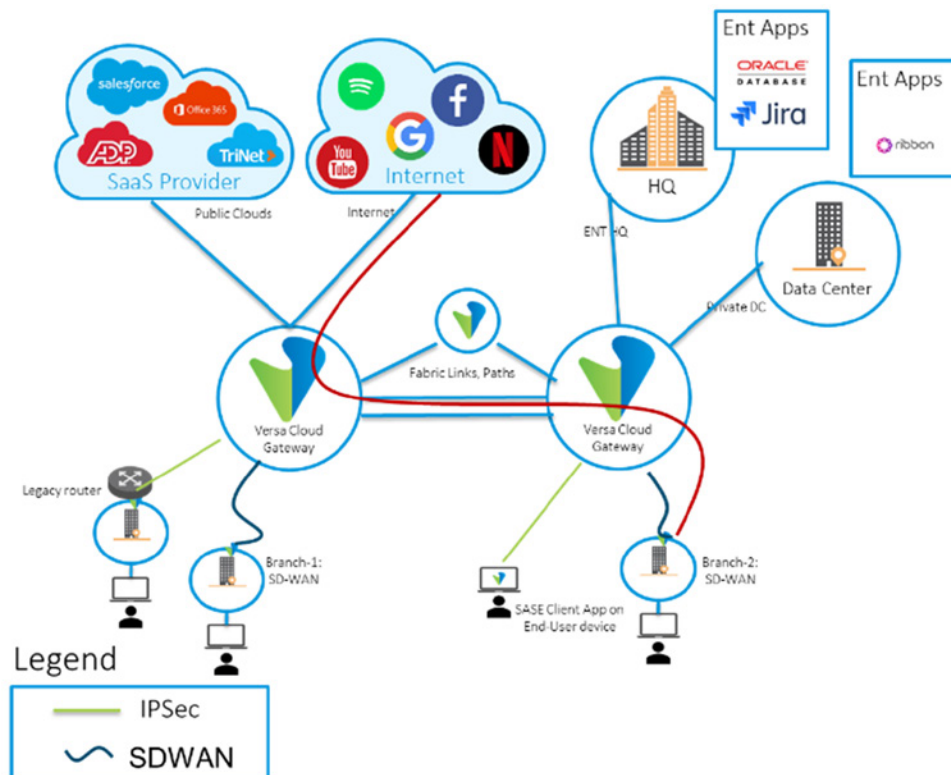 Ent Apps
ORACLE
DATABASE
Jira
Ent Apps
ribbon
salesforce
Office 365
ADP
TriNet
SaaS Provider
You
Tube
Internet
HQ
Public Clouds
Internet
ENT HQ
Data Center
Private DC
Fabric Links, Paths
Versa Cloud
Gateway
Versa Cloud
Gateway
Legacy router
Branch-1:
SD-WAN
SASE Client App on
End-User device
Branch-2:
SD-WAN
Legend
IPSec
SDWAN